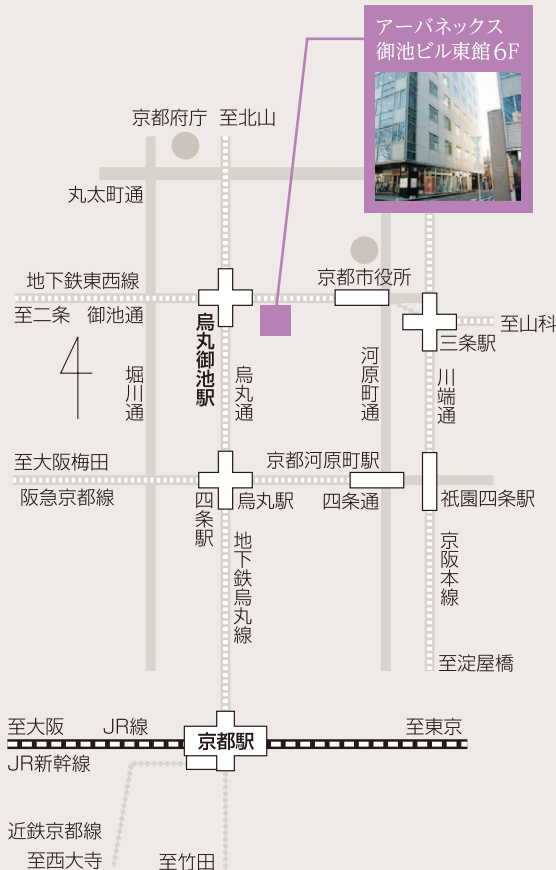 アーバネックス
御池ビル東館6F
京都府庁
至北山
丸太町通
京都市役所
地下鉄東西線
至二条 御池通
至山科
三条駅
烏丸御池駅
烏丸通
堀川通
河原町通
川端通
至大阪梅田
阪急京都線
京都河原町駅
四条駅
烏丸駅
四条通
祇園四条駅
地下鉄烏丸線
京阪本線
至淀屋橋
至大阪
JR線
至東京
京都駅
JR新幹線
近鉄京都線
至西大寺
至竹田